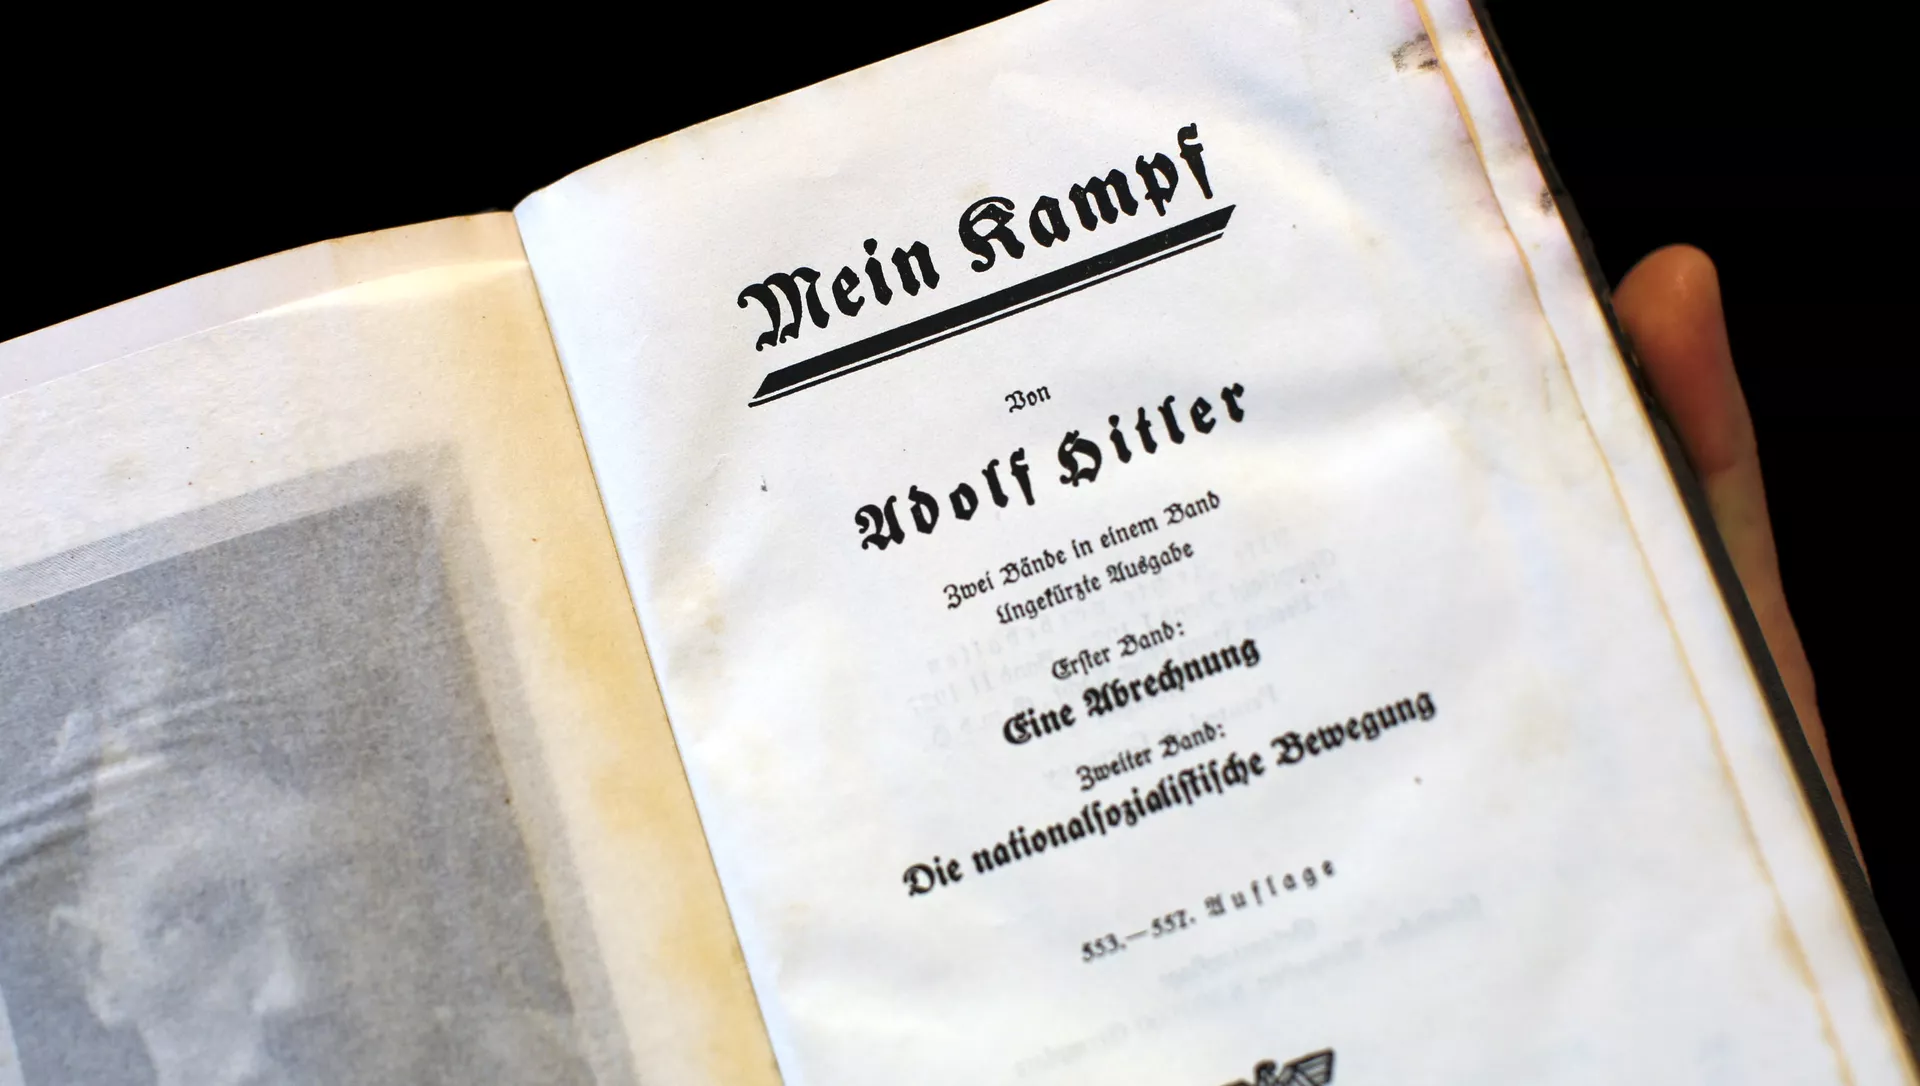 Mein Kampf
Von
Adolf Hitler
Zwei Bände in einem Band
Ungekürzte Ausgabe
Erster Band:
Eine Abrechnung
Zweiter Band:
Die nationalsozialistische Bewegung
553.—557. Auflage